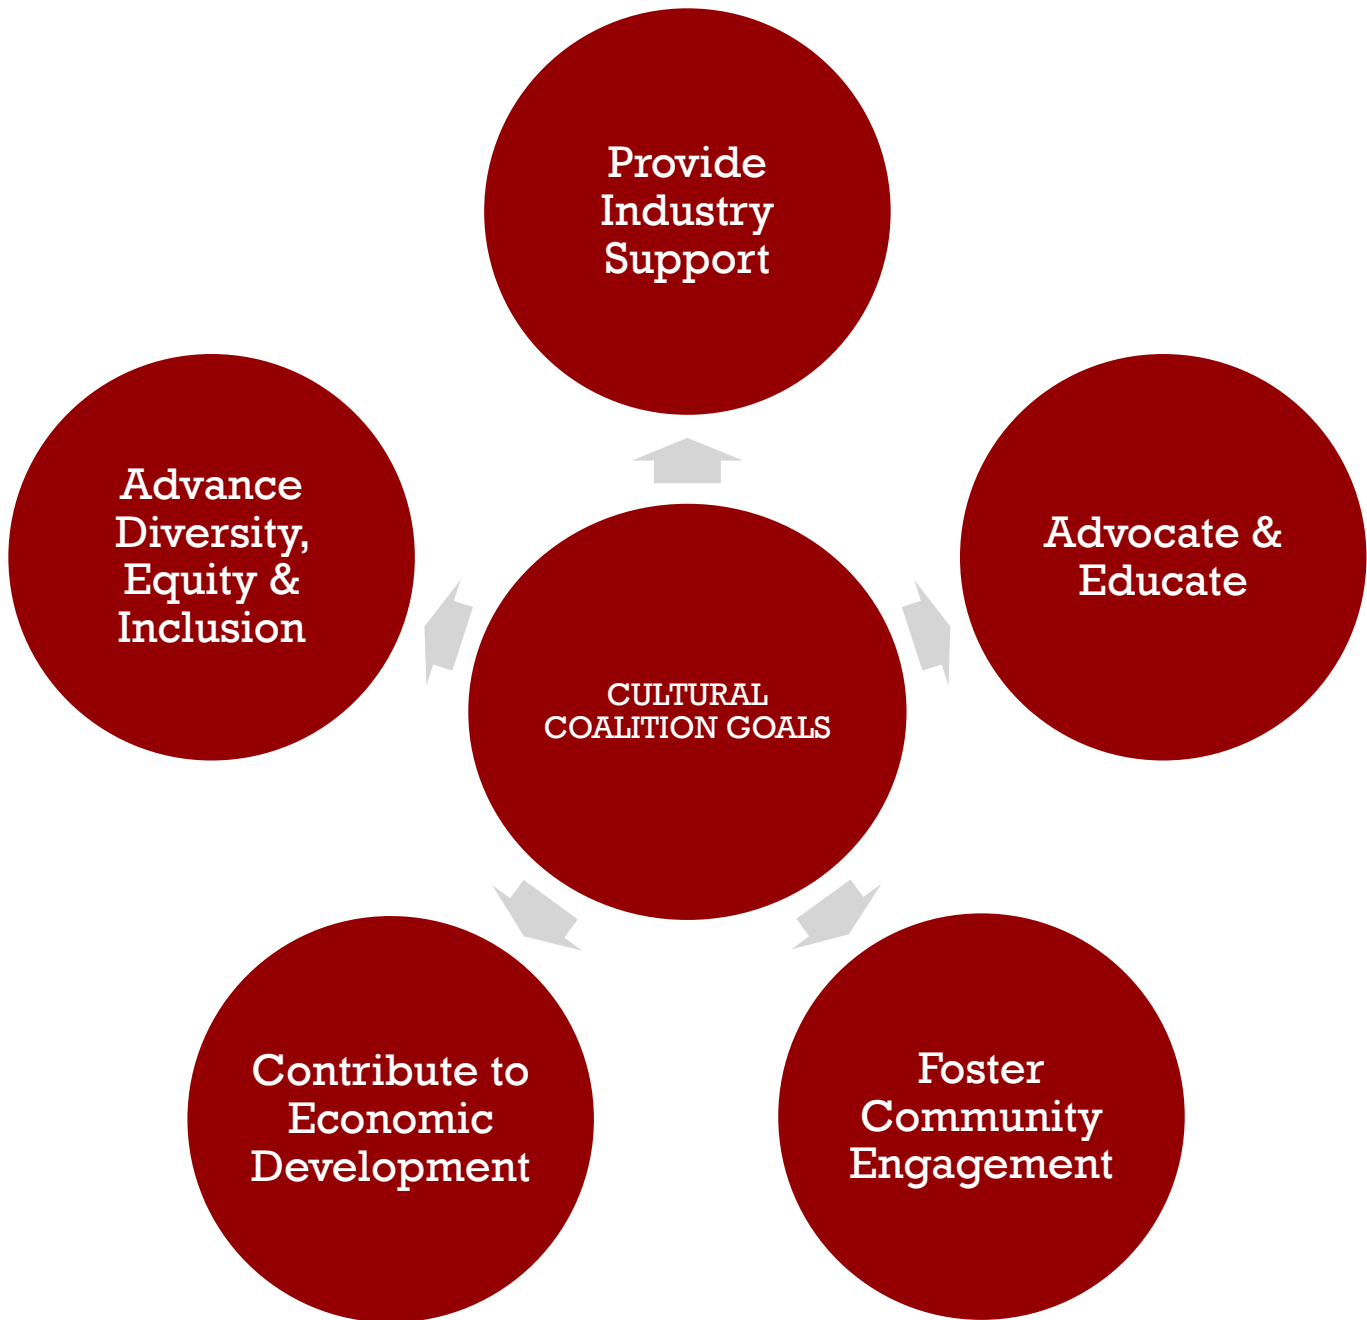 Provide
Industry
Support
Advance
Diversity,
Equity &
Inclusion
Advocate &
Educate
CULTURAL
COALITION GOALS
Contribute to
Economic
Development
Foster
Community
Engagement